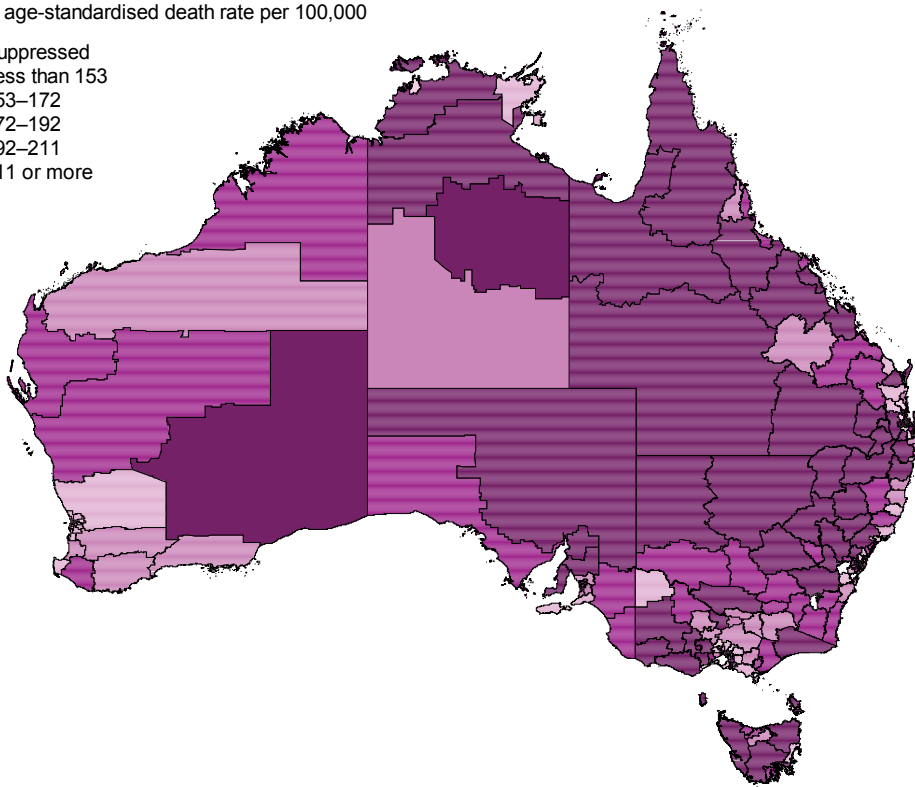 age-standardised death rate per 100,000
uppressed
ess than 153
53–172
72–192
92–211
11 or more